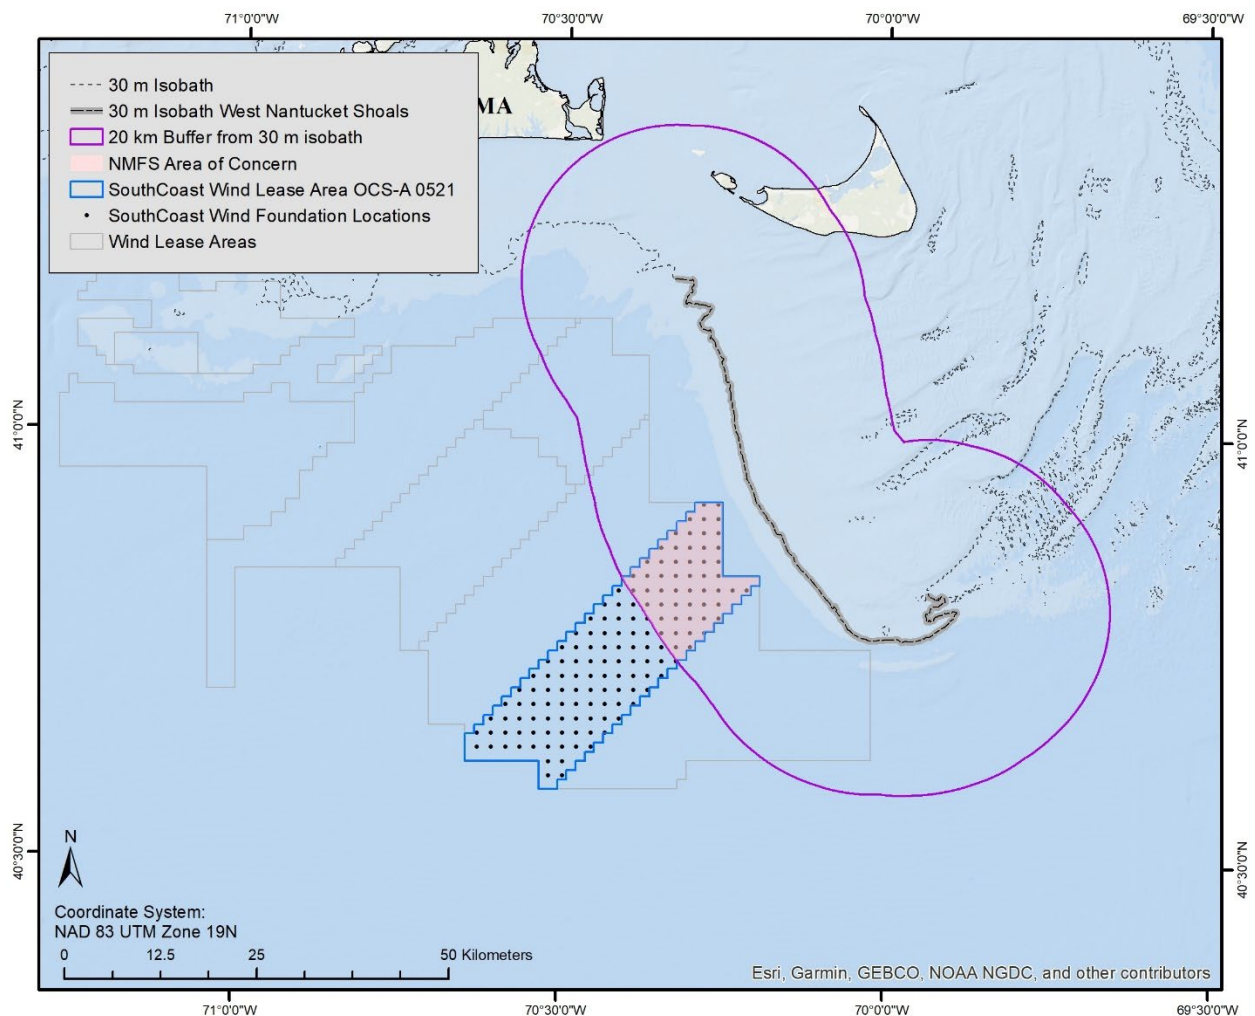 71°0'0"W 70°30'0"W 70°0'0"W 69°30'0"W
30 m Isobath
30 m Isobath West Nantucket Shoals
MA
20 km Buffer from 30 m isobath
NMFS Area of Concern
SouthCoast Wind Lease Area OCS-A 0521
SouthCoast Wind Foundation Locations
Wind Lease Areas
41°0'0"N
41°0'0"N
40°30'0"N
40°30'0"N
N
Coordinate System:
NAD 83 UTM Zone 19N
0 12.5 25 50 Kilometers
Esri, Garmin, GEBCO, NOAA NGDC, and other contributors
71°0'0"W 70°30'0"W 70°0'0"W 69°30'0"W